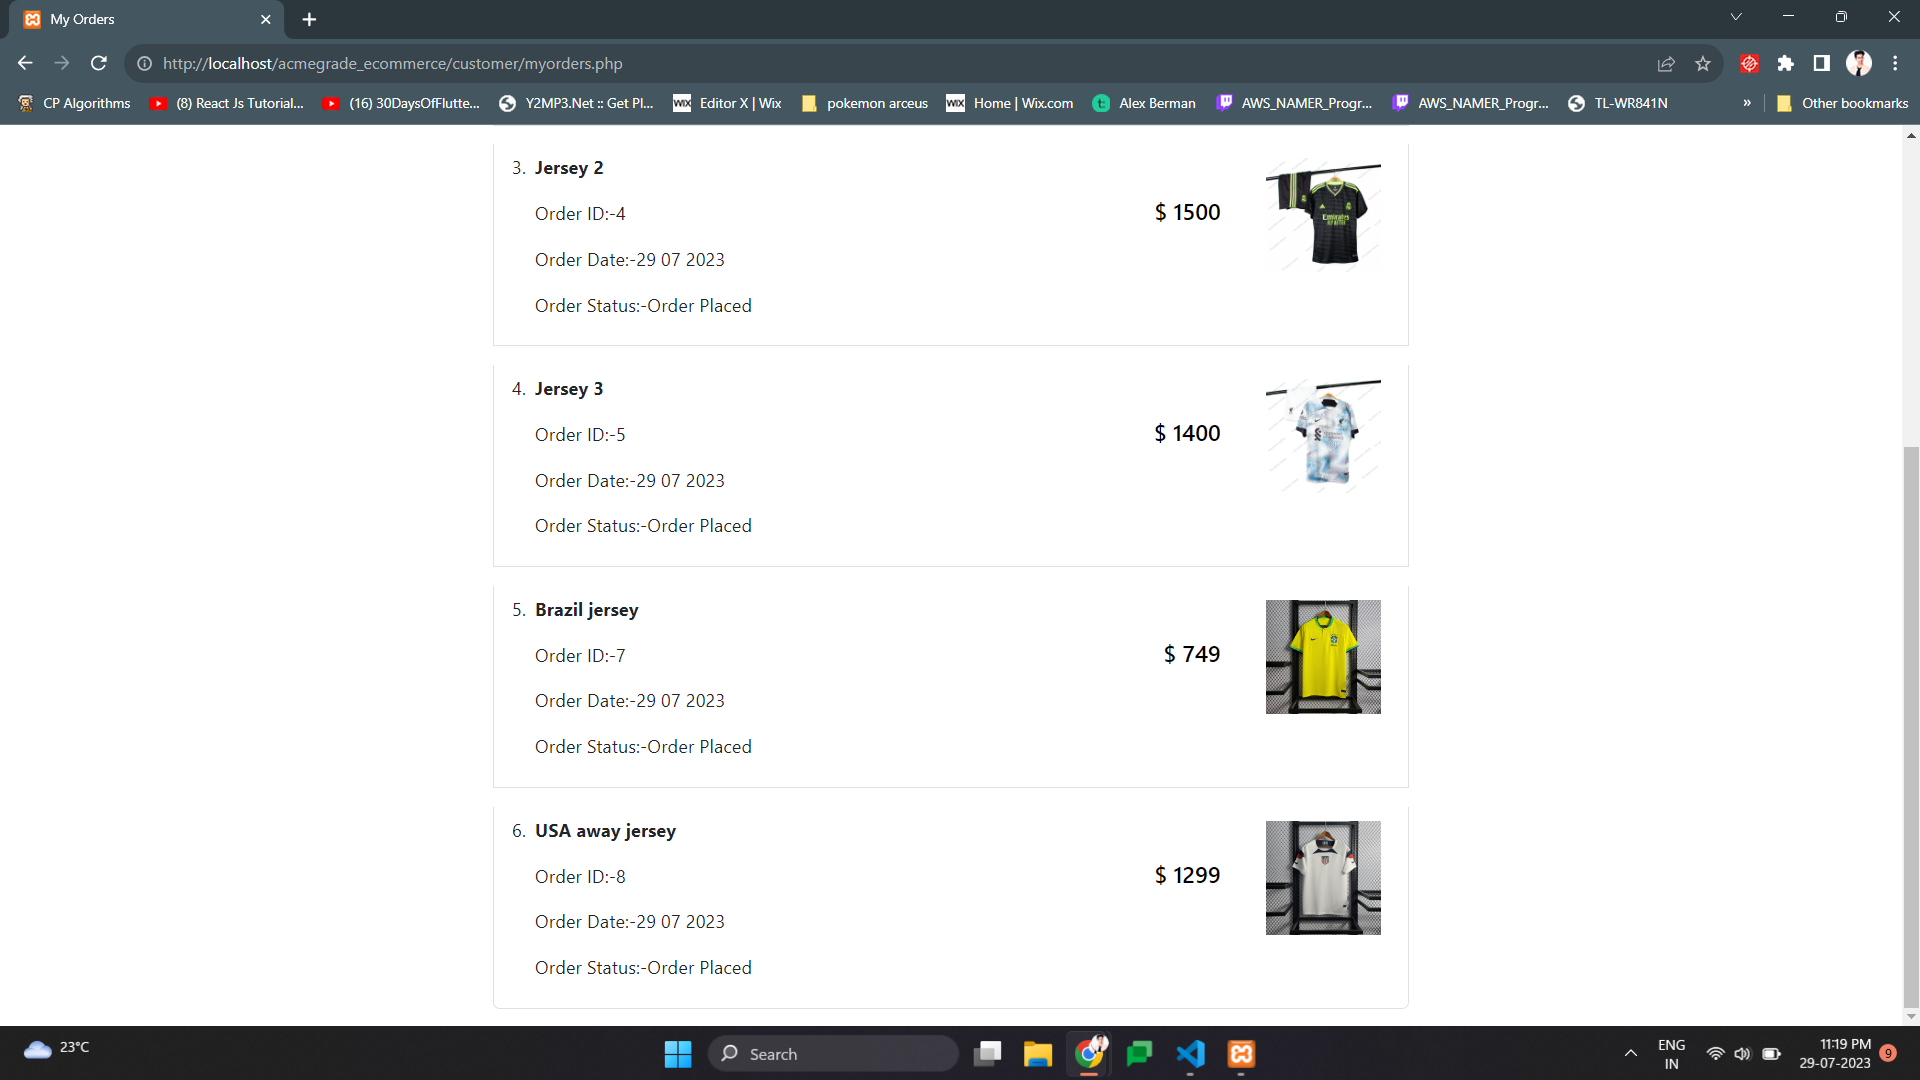 My Orders
http://localhost/acmegrade_ecommerce/customer/myorders.php
CP Algorithms
(8) React Js Tutorial...
(16) 30DaysOfFlutte...
Y2MP3.Net :: Get Pl...
Editor X | Wix
pokemon arceus
Home | Wix.com
Alex Berman
AWS_NAMER_Progr...
AWS_NAMER_Progr...
TL-WR841N
»
Other bookmarks
3. Jersey 2
Order ID:-4
$ 1500
Order Date:-29 07 2023
Order Status:-Order Placed
4. Jersey 3
Order ID:-5
$ 1400
Order Date:-29 07 2023
Order Status:-Order Placed
5. Brazil jersey
Order ID:-7
$ 749
Order Date:-29 07 2023
Order Status:-Order Placed
6. USA away jersey
Order ID:-8
$ 1299
Order Date:-29 07 2023
Order Status:-Order Placed
23°C
Search
ENG
IN
11:19 PM
29-07-2023
9